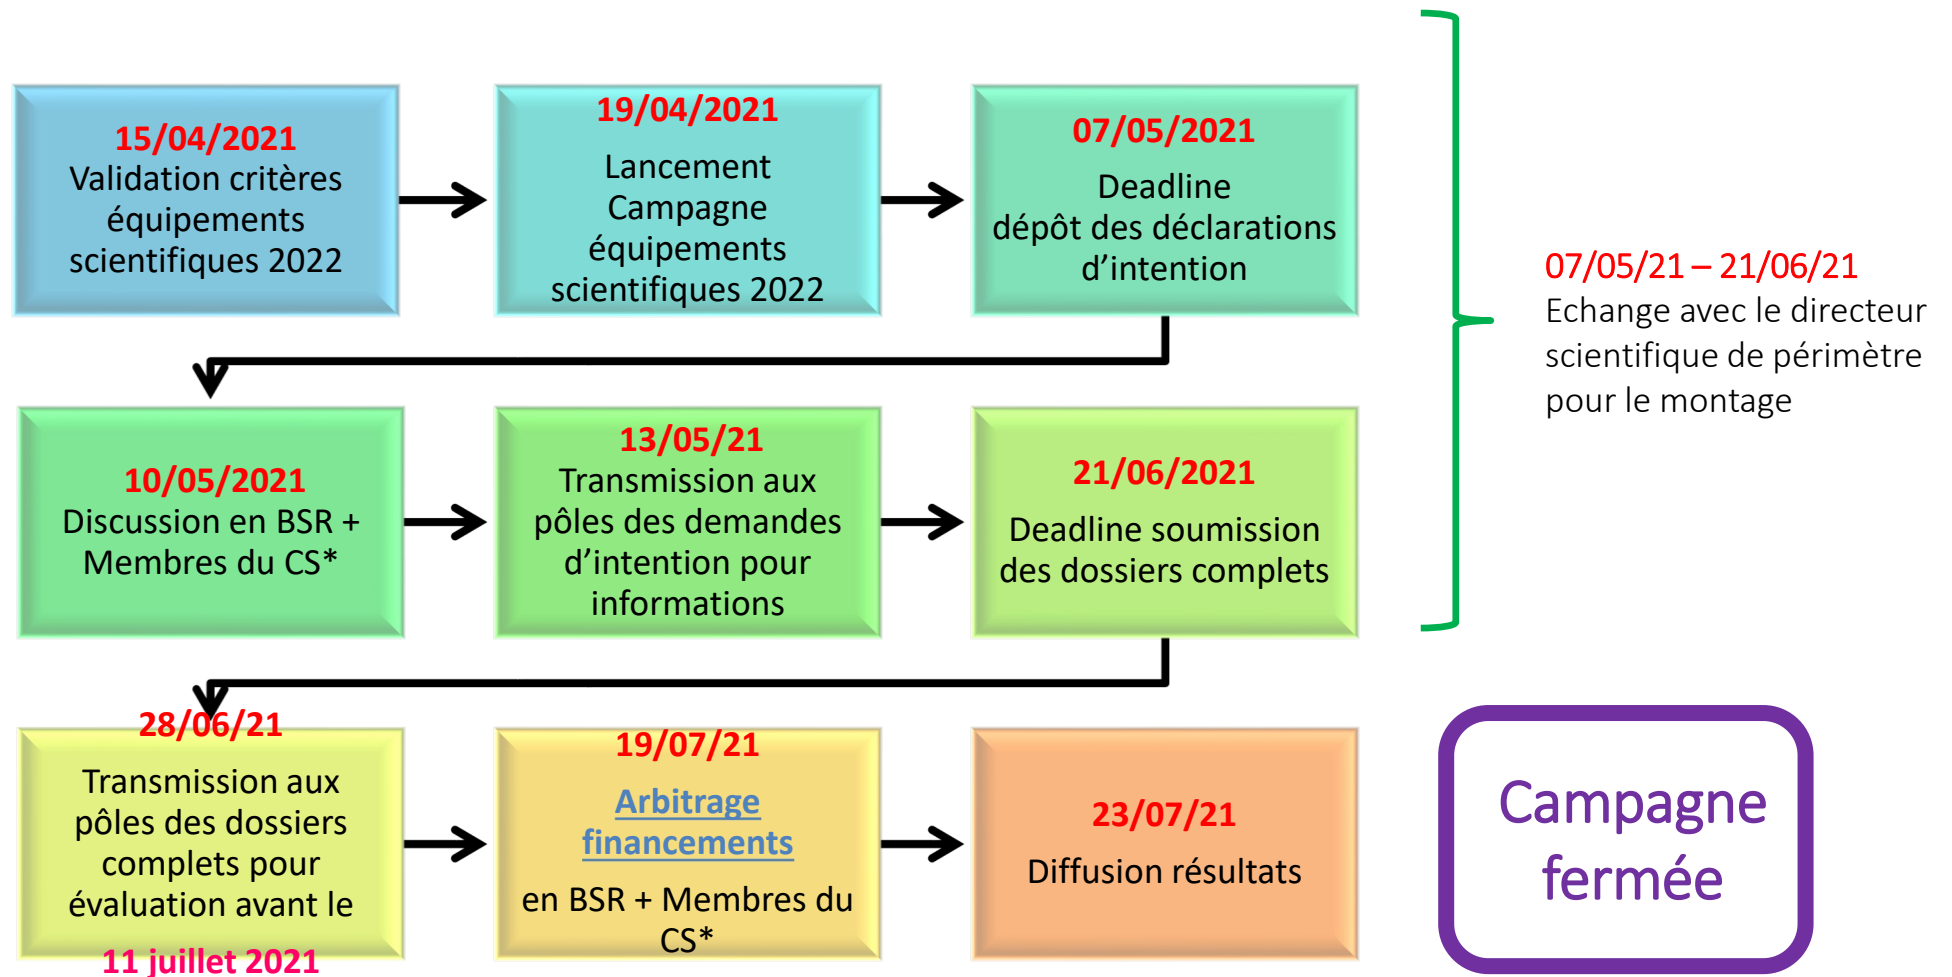 15/04/2021
Validation critères
équipements
scientifiques 2022
19/04/2021
Lancement
Campagne
équipements
scientifiques 2022
07/05/2021
Deadline
dépôt des déclarations
d’intention
07/05/21 – 21/06/21
Echange avec le directeur
scientifique de périmètre
pour le montage
10/05/2021
Discussion en BSR +
Membres du CS*
13/05/21
Transmission aux
pôles des demandes
d’intention pour
informations
21/06/2021
Deadline soumission
des dossiers complets
28/06/21
Transmission aux
pôles des dossiers
complets pour
évaluation avant le
11 juillet 2021
19/07/21
Arbitrage
financements
en BSR + Membres du
CS*
23/07/21
Diffusion résultats
Campagne
fermée